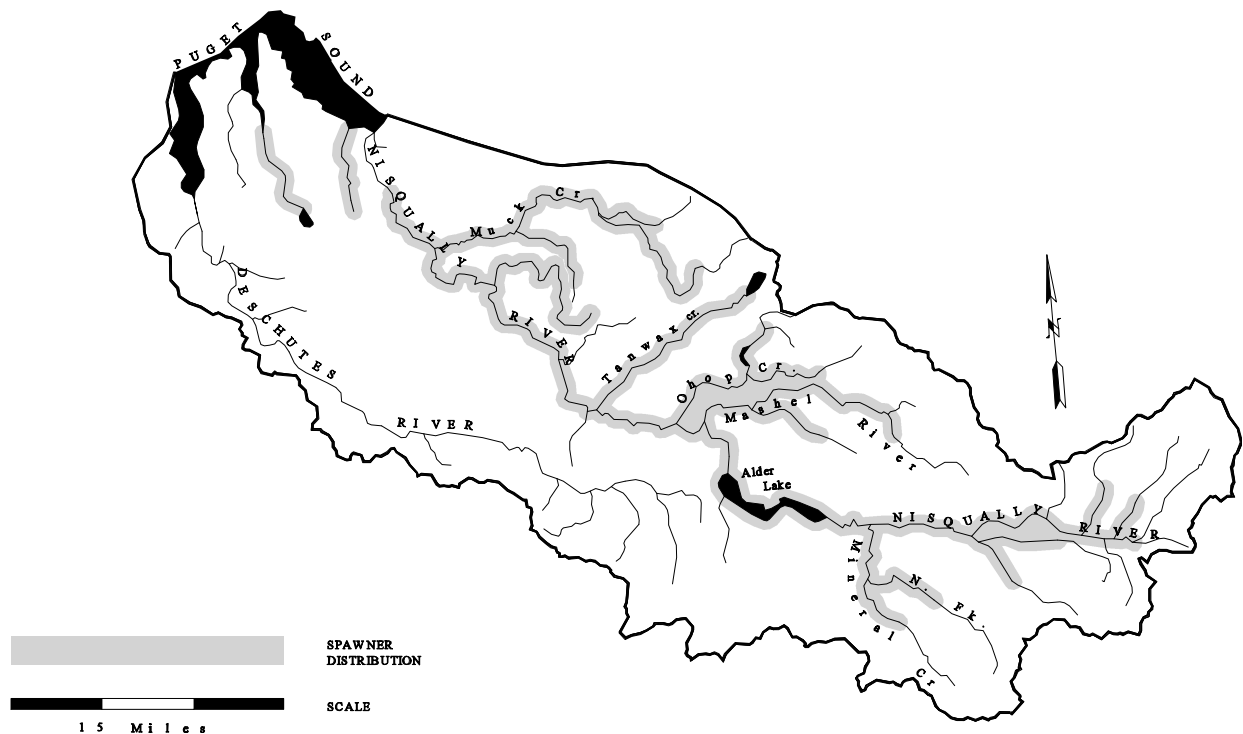 PUGET SOUND
NISQUALLY RIVER
Muck Cr
DESCHUTES RIVER
Tanwax cr.
Ohop Cr.
Mashel River
Alder
Lake
NISQUALLY RIVER
Mineral Cr
N. Fk.
N
SPAWNER
DISTRIBUTION
SCALE
15 Miles